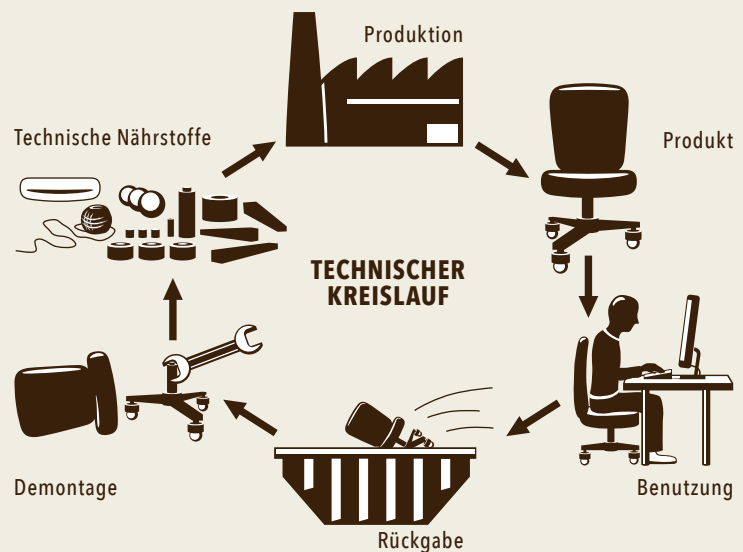 Produktion
Technische Nährstoffe
Produkt
TECHNISCHER
KREISLAUF
Demontage
Benutzung
Rückgabe